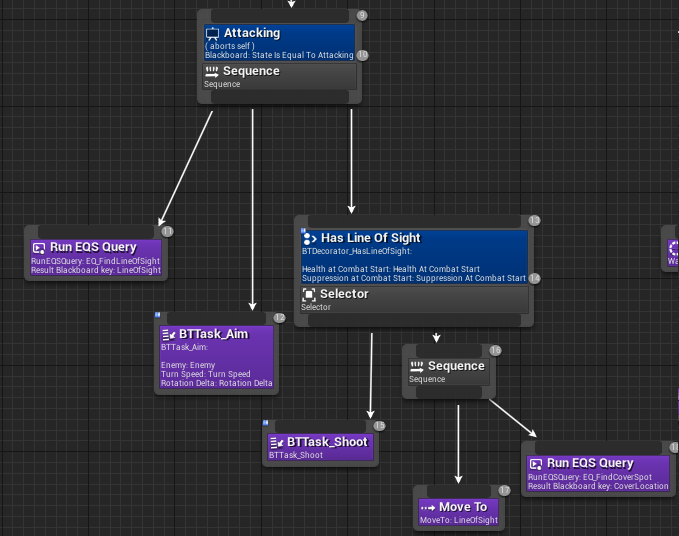 9
Attacking
( aborts self )
Blackboard: State Is Equal To Attacking
10
Sequence
Sequence
11
Run EQS Query
RunEQSQuery: EQ_FindLineOfSight
Result Blackboard key: LineOfSight
12
BTTask_Aim
BTTask_Aim:
Enemy: Enemy
Turn Speed: Turn Speed
Rotation Delta: Rotation Delta
13
Has Line Of Sight
BTDecorator_HasLineOfSight:
Health at Combat Start: Health At Combat Start
Suppression at Combat Start: Suppression At Combat Start
14
Selector
Selector
15
BTTask_Shoot
BTTask_Shoot
16
Sequence
Sequence
17
Move To
MoveTo: LineOfSight
Run EQS Query
RunEQSQuery: EQ_FindCoverSpot
Result Blackboard key: CoverLocation
Wa